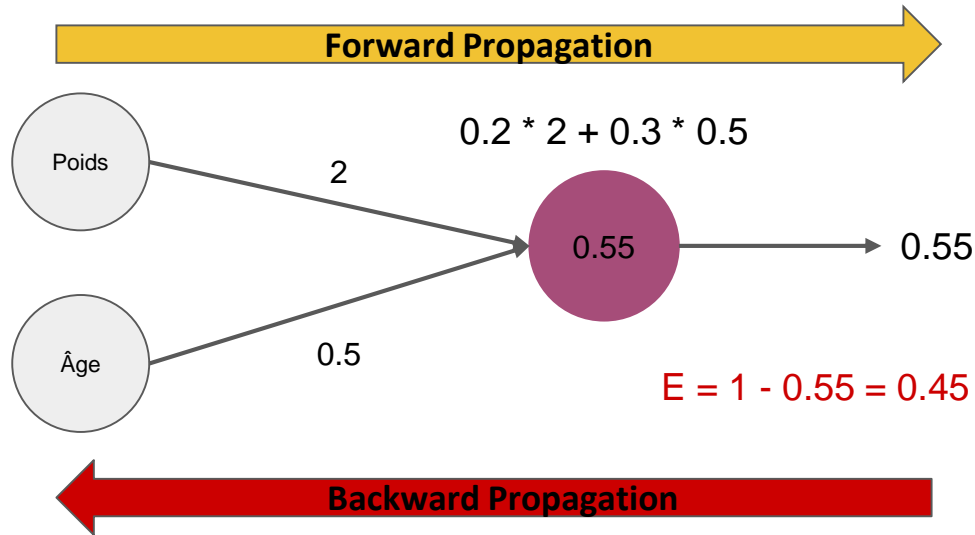 Forward Propagation
0.2 * 2 + 0.3 * 0.5
Poids
2
0.55
0.55
Âge
0.5
E = 1 - 0.55 = 0.45
Backward Propagation